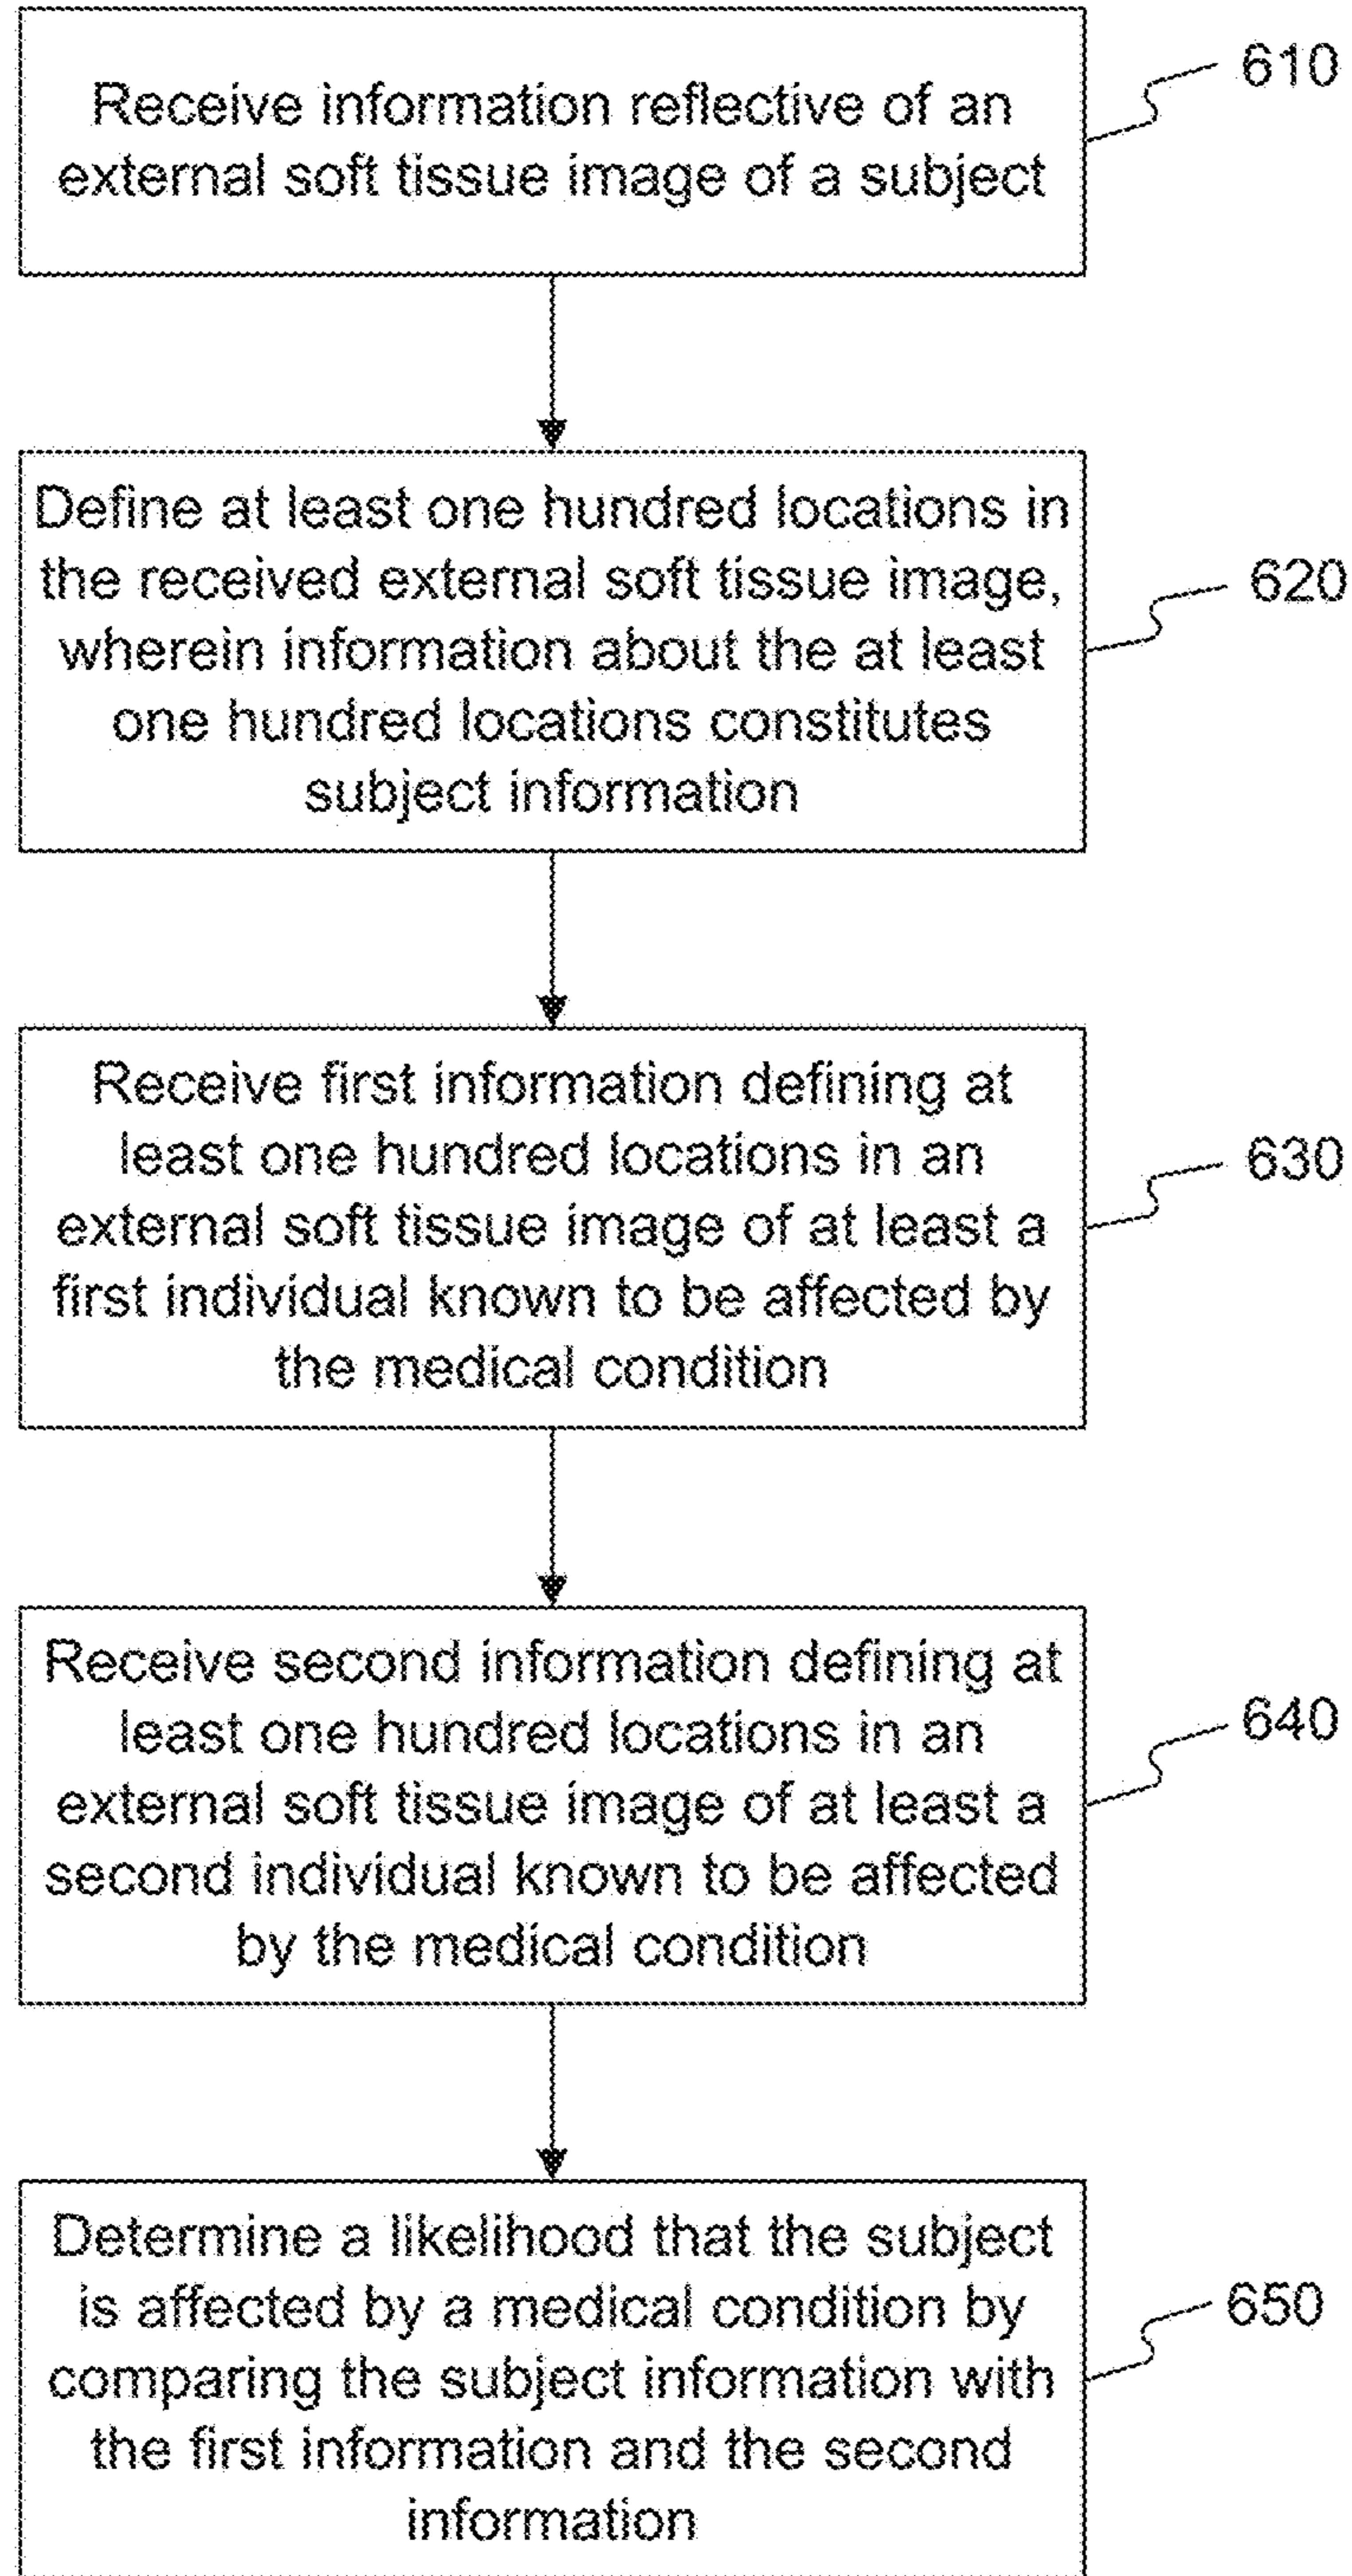 Receive information reflective of an
external soft tissue image of a subject
610
Define at least one hundred locations in
the received external soft tissue image,
wherein information about the at least
one hundred locations constitutes
subject information
620
Receive first information defining at
least one hundred locations in an
external soft tissue image of at least a
first individual known to be affected by
the medical condition
630
Receive second information defining at
least one hundred locations in an
external soft tissue image of at least a
second individual known to be affected
by the medical condition
640
Determine a likelihood that the subject
is affected by a medical condition by
comparing the subject information with
the first information and the second
information
650